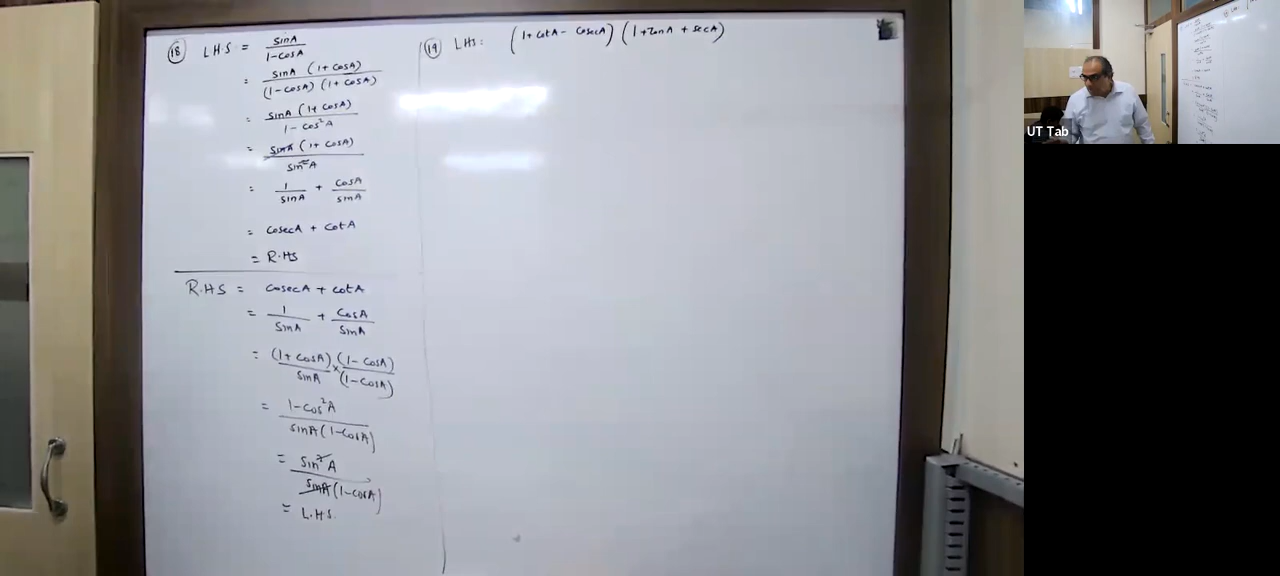 (18) L.H.S = sinA / 1-cosA
= sinA (1+cosA) / (1-cosA) (1+cosA)
= sinA (1+cosA) / 1-cos²A
= sinA (1+cosA) / sin²A
= 1/sinA + cosA/sinA
= cosecA + cotA
= R.HS
R.HS = cosecA + cotA
= 1/sinA + cosA/sinA
= (1+cosA)/sinA × (1-cosA)/(1-cosA)
= 1-cos²A / sinA(1-cosA)
= sin²A / sinA(1-cosA)
= L.HS.
(19) LHS: (1+cotA - cosecA) (1+tanA + secA)
UT Tab